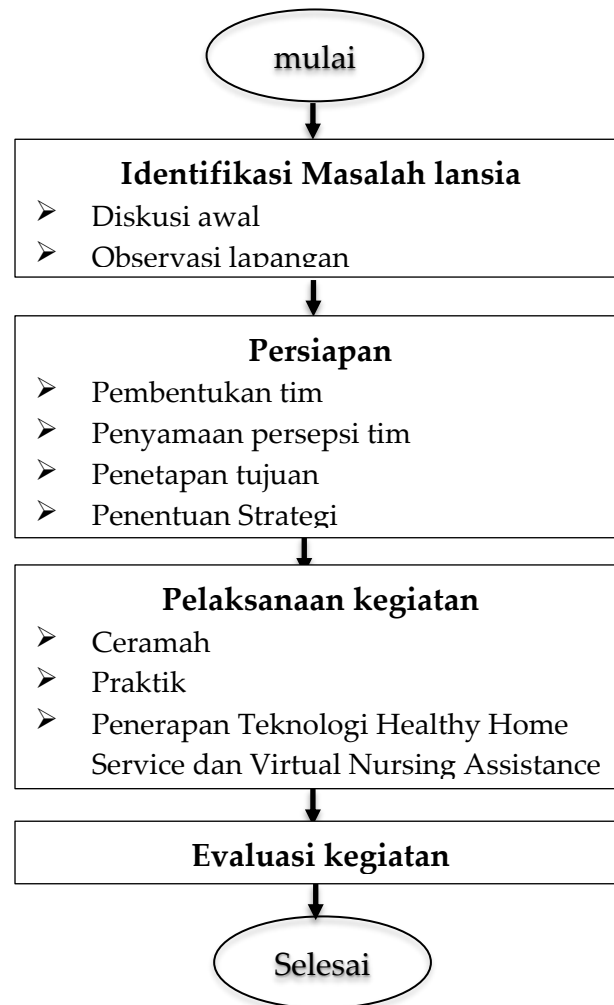 mulai
Identifikasi Masalah lansia
➢ Diskusi awal
➢ Observasi lapangan
Persiapan
➢ Pembentukan tim
➢ Penyamaan persepsi tim
➢ Penetapan tujuan
➢ Penentuan Strategi
Pelaksanaan kegiatan
➢ Ceramah
➢ Praktik
➢ Penerapan Teknologi Healthy Home
Service dan Virtual Nursing Assistance
Evaluasi kegiatan
Selesai